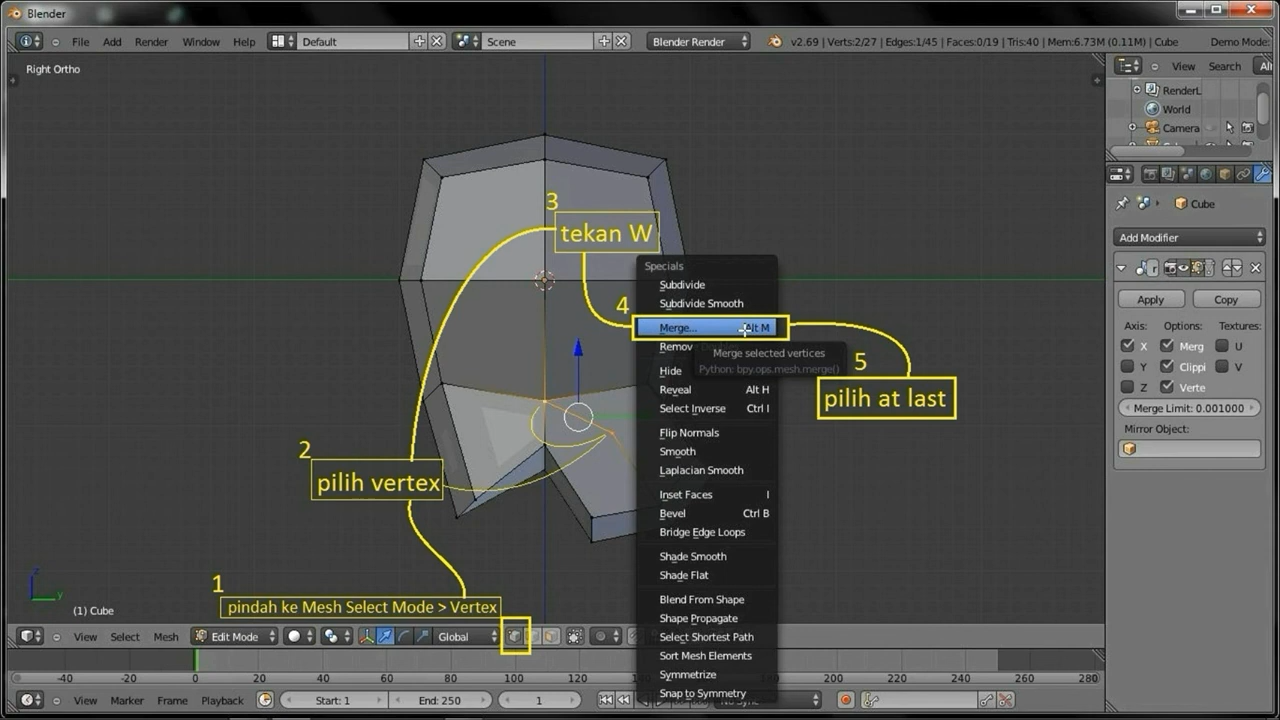 Blender
File Add Render Window Help Default Scene Blender Render v2.69 | Verts:2/27 | Edges:1/45 | Faces:0/19 | Tris:40 | Mem:6.73M (0.11M) | Cube Demo Mode:
Right Ortho
View Search All
RenderL
World
Camera
3
tekan W
4
5
pilih at last
2
pilih vertex
1
pindah ke Mesh Select Mode > Vertex
Specials
Subdivide
Subdivide Smooth
Merge... Alt M
Merge selected vertices
Python: bpy.ops.mesh.merge()
Hide
Reveal Alt H
Select Inverse Ctrl I
Flip Normals
Smooth
Laplacian Smooth
Inset Faces I
Bevel Ctrl B
Bridge Edge Loops
Shade Smooth
Shade Flat
Blend From Shape
Shape Propagate
Select Shortest Path
Sort Mesh Elements
Symmetrize
Snap to Symmetry
Cube
Add Modifier
Apply Copy
Axis: Options: Textures:
X Merg U
Y Clippi V
Z Verte
Merge Limit: 0.001000
Mirror Object:
z
y
(1) Cube
View Select Mesh Edit Mode Global
-40 -20 0 20 40 60 80 100 120 140 160 180 200 220 240 260 280
View Marker Frame Playback Start: 1 End: 250 1 No Sync